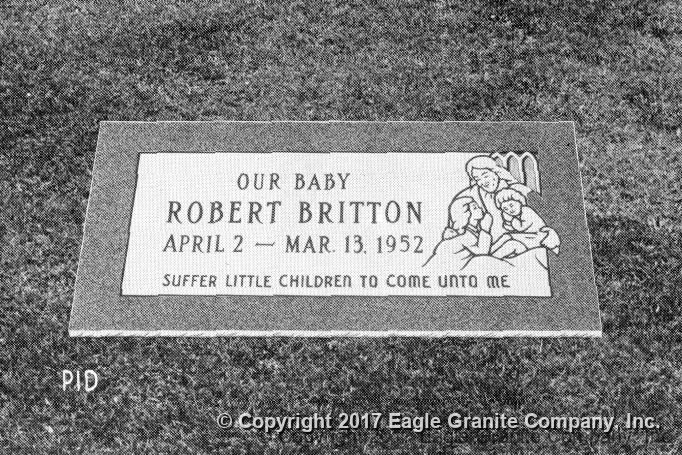 OUR BABY
ROBERT BRITTON
APRIL 2 — MAR. 13, 1952
SUFFER LITTLE CHILDREN TO COME UNTO ME
PID
© Copyright 2017 Eagle Granite Company, Inc.